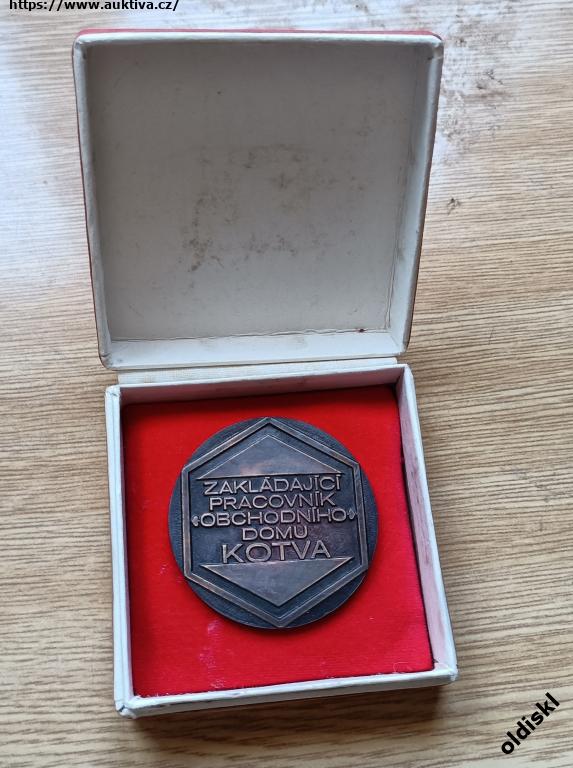 https://www.auktiva.cz/
ZAKLÁDAJÍCÍ
PRACOVNÍK
OBCHODNÍHO
DOMU
KOTVA
oldiskl